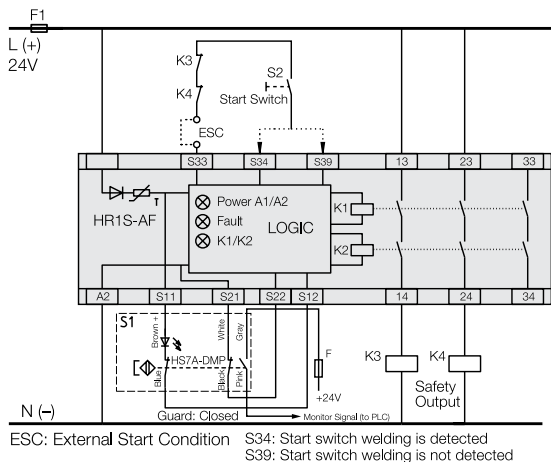 F1
L (+)
24V
K3
K4
S2
Start Switch
ESC
S33 S34 S39 13 23 33
T
HR1S-AF
Power A1/A2
Fault
K1/K2
LOGIC
K1
K2
A2 S11 S21 S22 S12 14 24 34
S1
Brown +
White
Gray
HS7A-DMP
Blue
Black
Pink
F
+24V
K3
K4
Safety
Output
N (–)
Guard: Closed
Monitor Signal (to PLC)
ESC: External Start Condition
S34: Start switch welding is detected
S39: Start switch welding is not detected